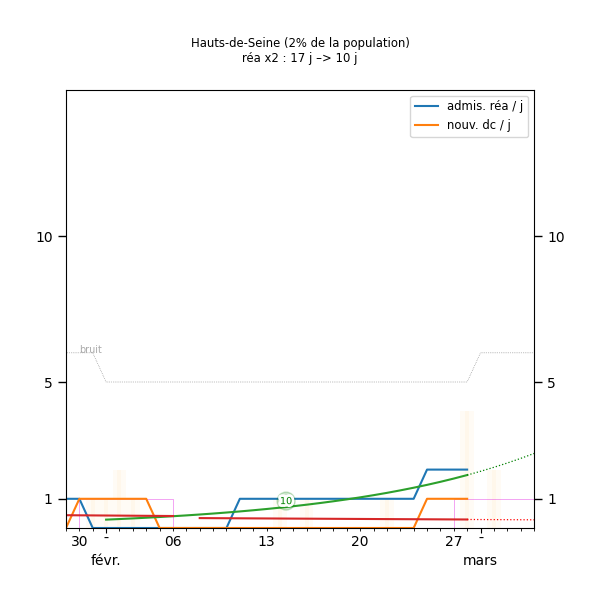 Hauts-de-Seine (2% de la population)
réa x2 : 17 j –> 10 j
admis. réa / j
nouv. dc / j
10 10
bruit
5 5
10
1 1
30 - 06 13 20 27 -
févr. mars